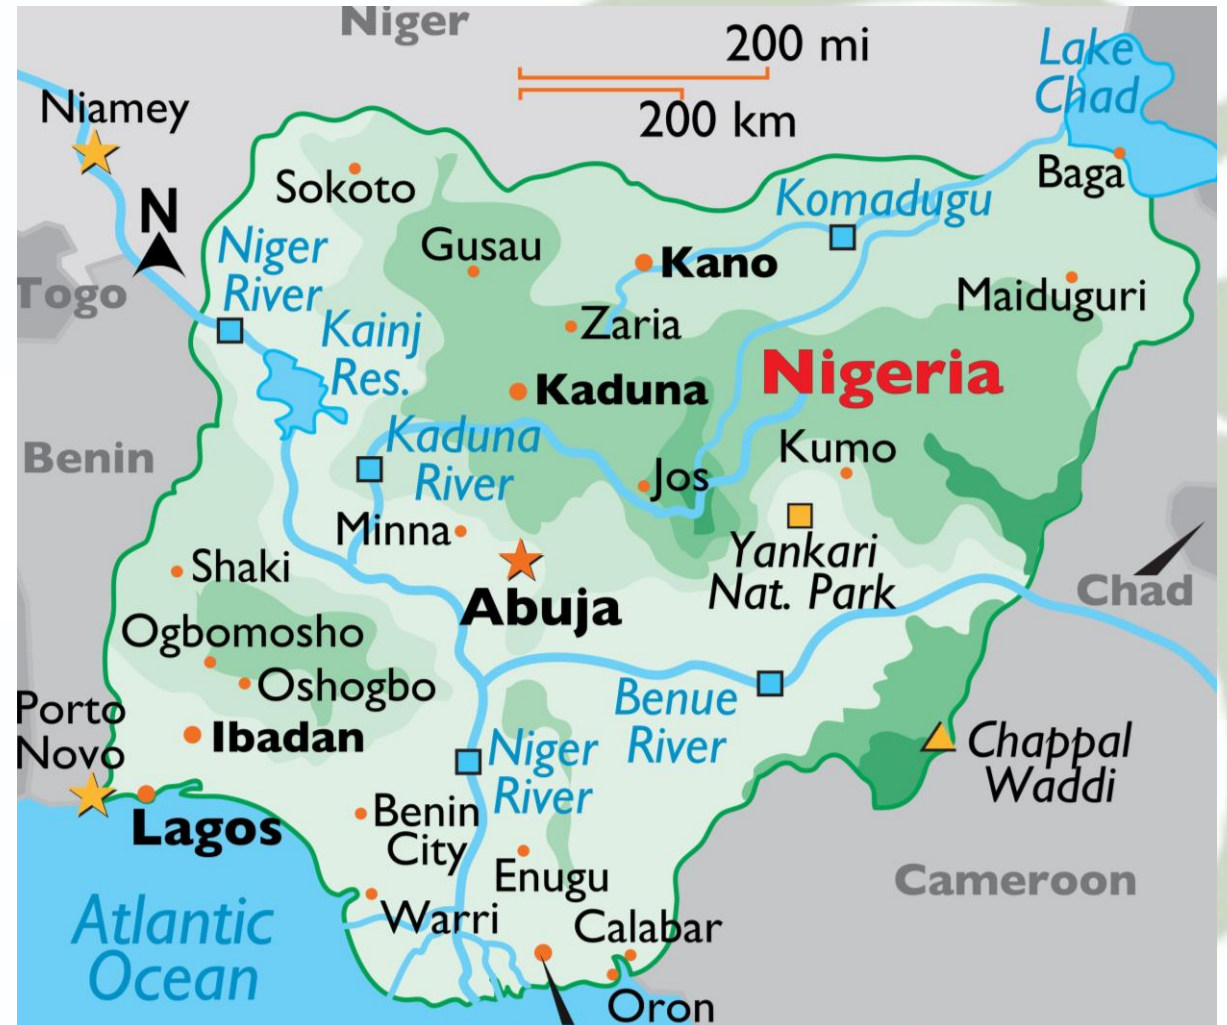 Niger
200 mi
200 km
Lake
Chad
Niamey
Baga
N
Sokoto
Komadugu
Niger
River
Gusau
Kano
Togo
Maiduguri
Kainj
Res.
Zaria
Nigeria
Kaduna
Benin
Kaduna
River
Kumo
Jos
Minna
Yankari
Nat. Park
Shaki
Abuja
Chad
Ogbomosho
Oshogbo
Porto
Novo
Ibadan
Benue
River
Niger
River
Chappal
Waddi
Lagos
Benin
City
Enugu
Cameroon
Atlantic
Ocean
Warri
Calabar
Oron